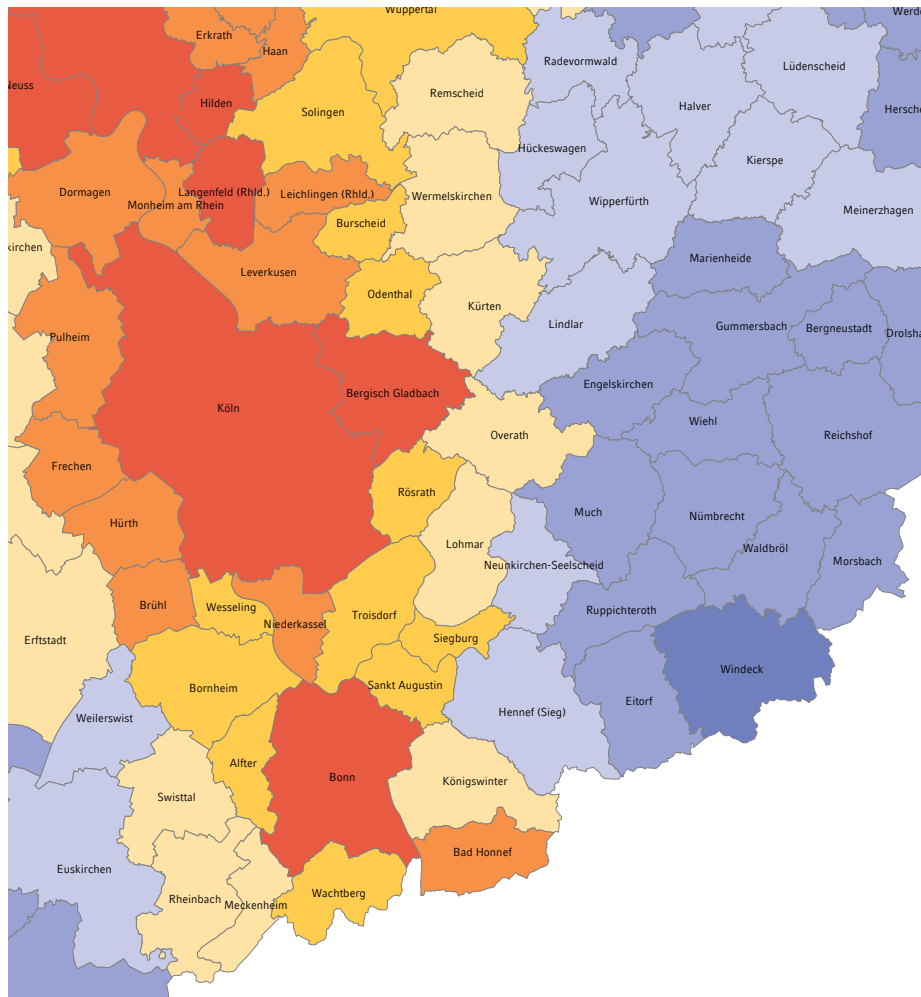 Wuppertal
Werd
Erkrath
Haan
Radevormwald
Lüdenscheid
Neuss
Remscheid
Hilden
Halver
Hersche
Solingen
Hückeswagen
Kierspe
Dormagen
Langenfeld (Rhld.)
Leichlingen (Rhld.)
Wermelskirchen
Monheim am Rhein
Wipperfürth
Meinerzhagen
Burscheid
kirchen
Marienheide
Leverkusen
Odenthal
Kürten
Lindlar
Gummersbach
Bergneustadt
Drolsha
Pulheim
Engelskirchen
Bergisch Gladbach
Köln
Wiehl
Overath
Reichshof
Frechen
Rösrath
Much
Nümbrecht
Hürth
Lohmar
Waldbröl
Neunkirchen-Seelscheid
Morsbach
Brühl
Wesseling
Ruppichteroth
Troisdorf
Niederkassel
Siegburg
Erftstadt
Windeck
Bornheim
Sankt Augustin
Eitorf
Hennef (Sieg)
Weilerswist
Alfter
Bonn
Königswinter
Swisttal
Bad Honnef
Euskirchen
Wachtberg
Rheinbach
Meckenheim